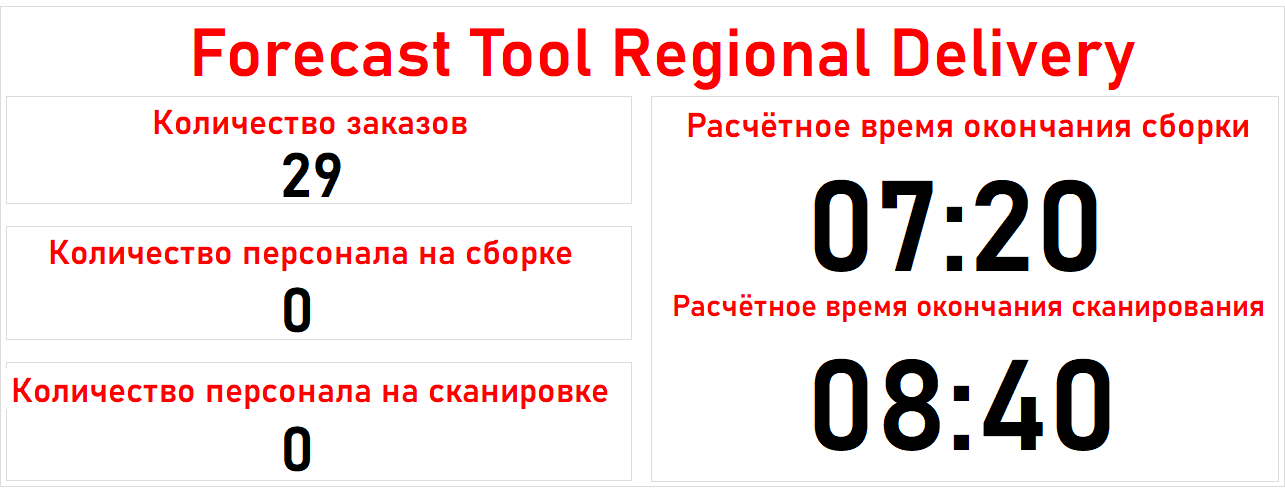 Forecast Tool Regional Delivery
Количество заказов
29
Количество персонала на сборке
0
Количество персонала на сканировке
0
Расчётное время окончания сборки
07:20
Расчётное время окончания сканирования
08:40